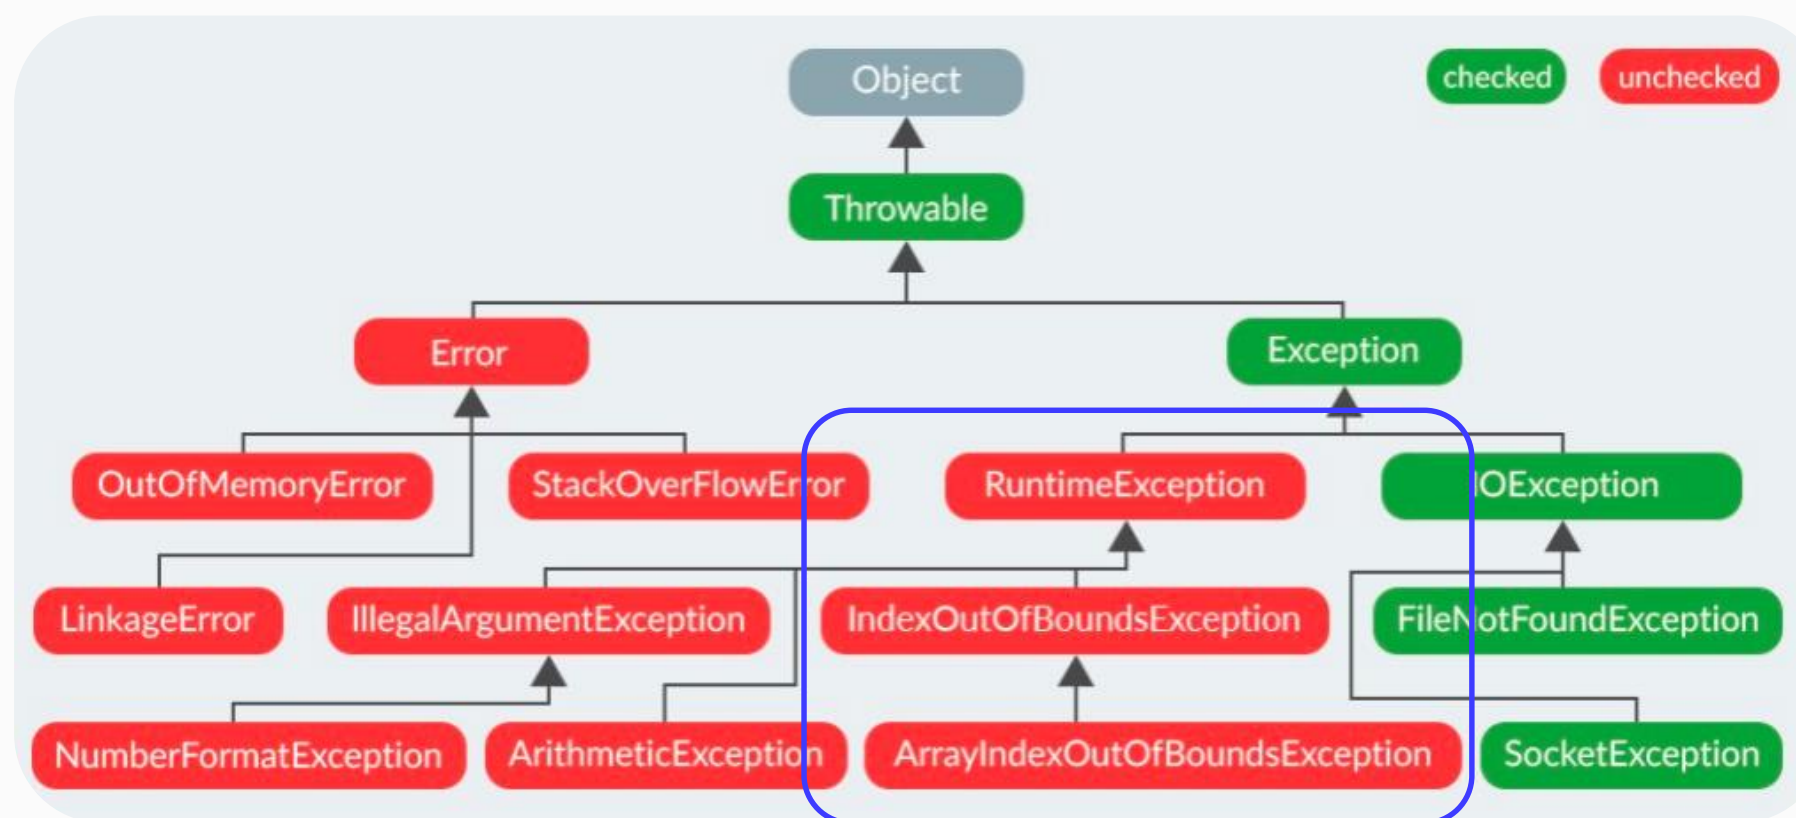 Object
checked
unchecked
Throwable
Error
Exception
OutOfMemoryError
StackOverFlowError
RuntimeException
IOException
LinkageError
IllegalArgumentException
IndexOutOfBoundsException
FileNotFoundException
NumberFormatException
ArithmeticException
ArrayIndexOutOfBoundsException
SocketException